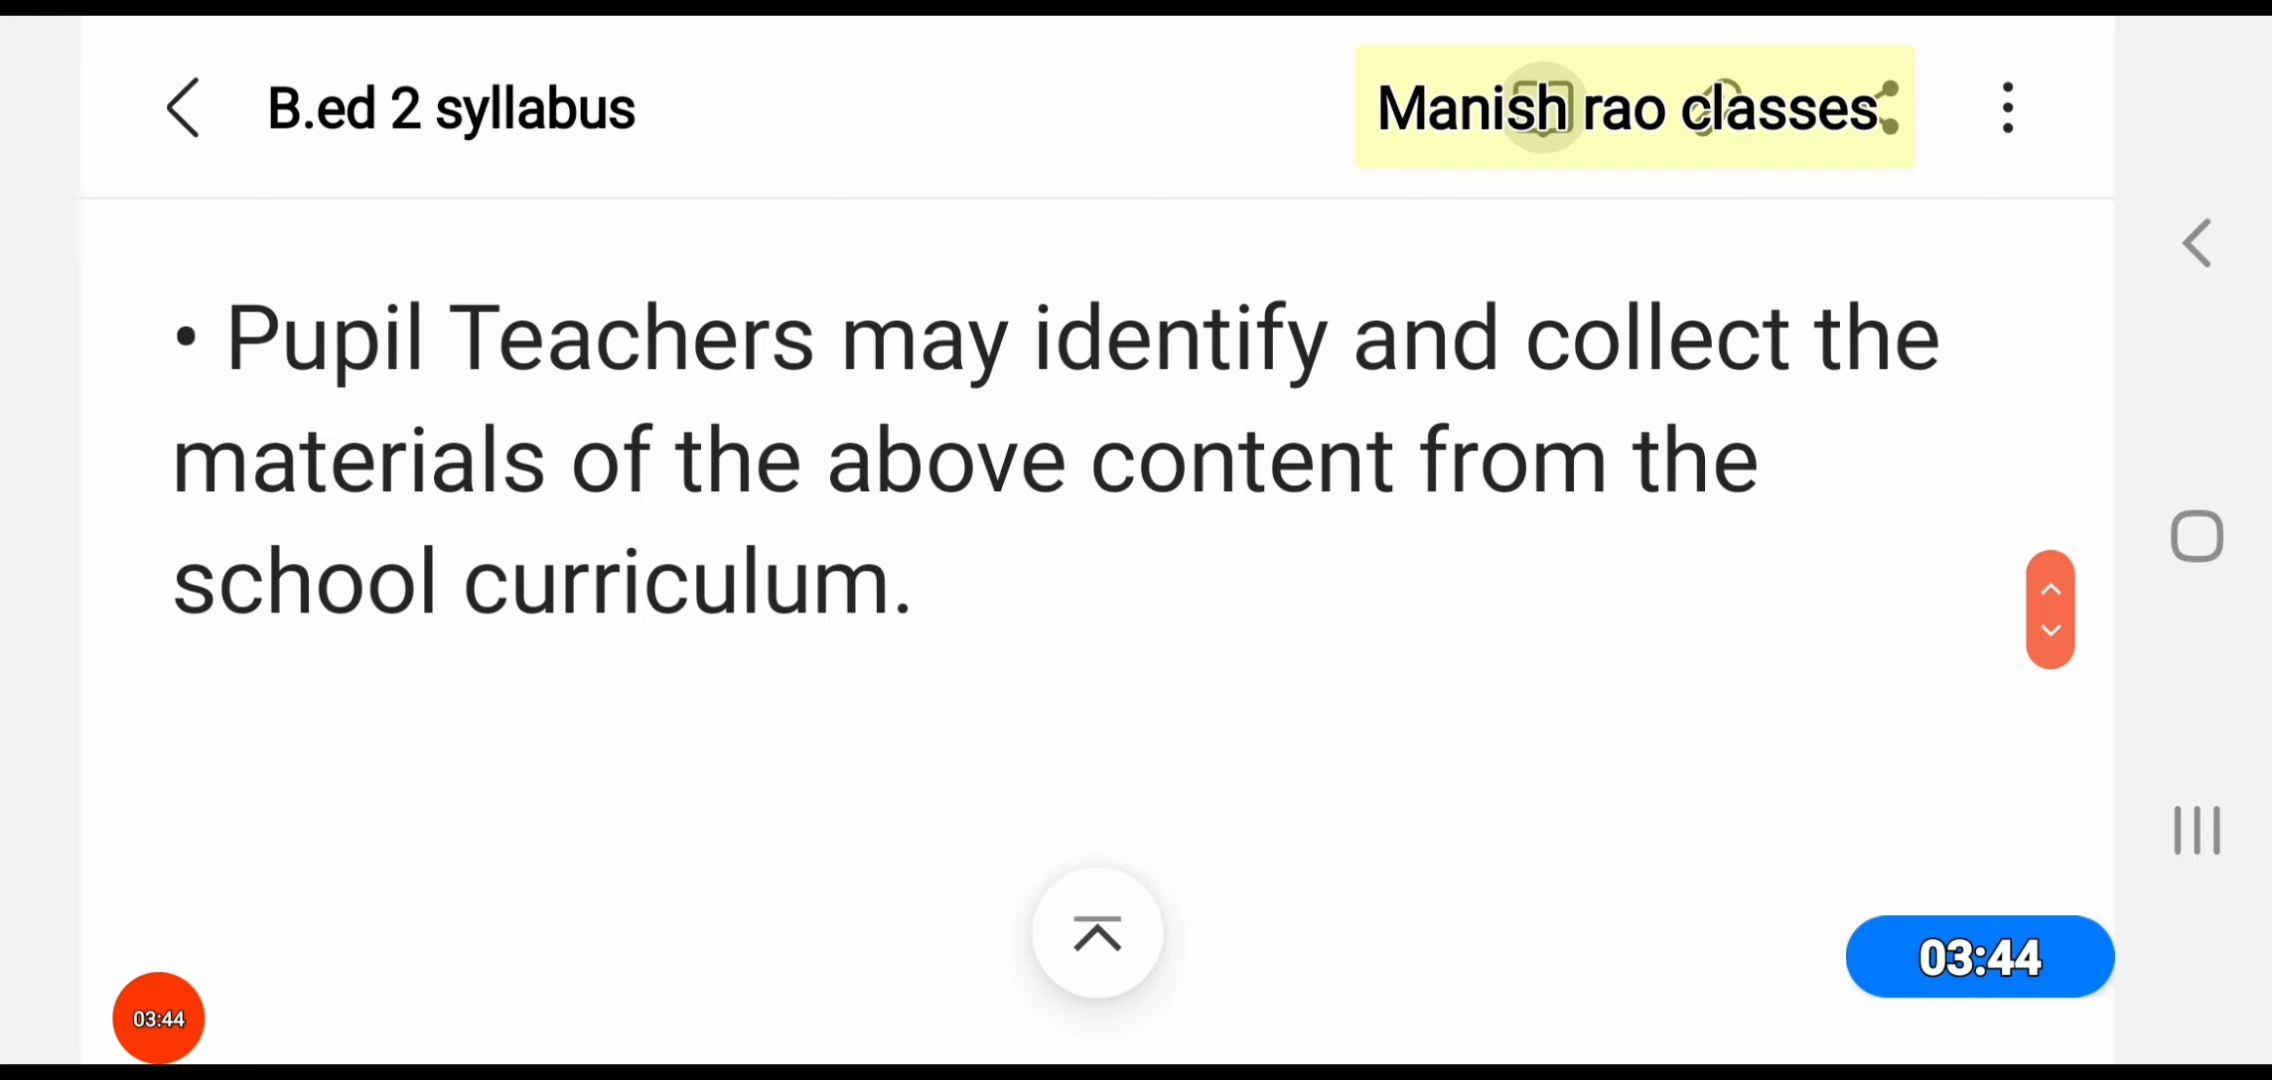 B.ed 2 syllabus
Manish rao classes
• Pupil Teachers may identify and collect the
materials of the above content from the
school curriculum.
03:44
03:44